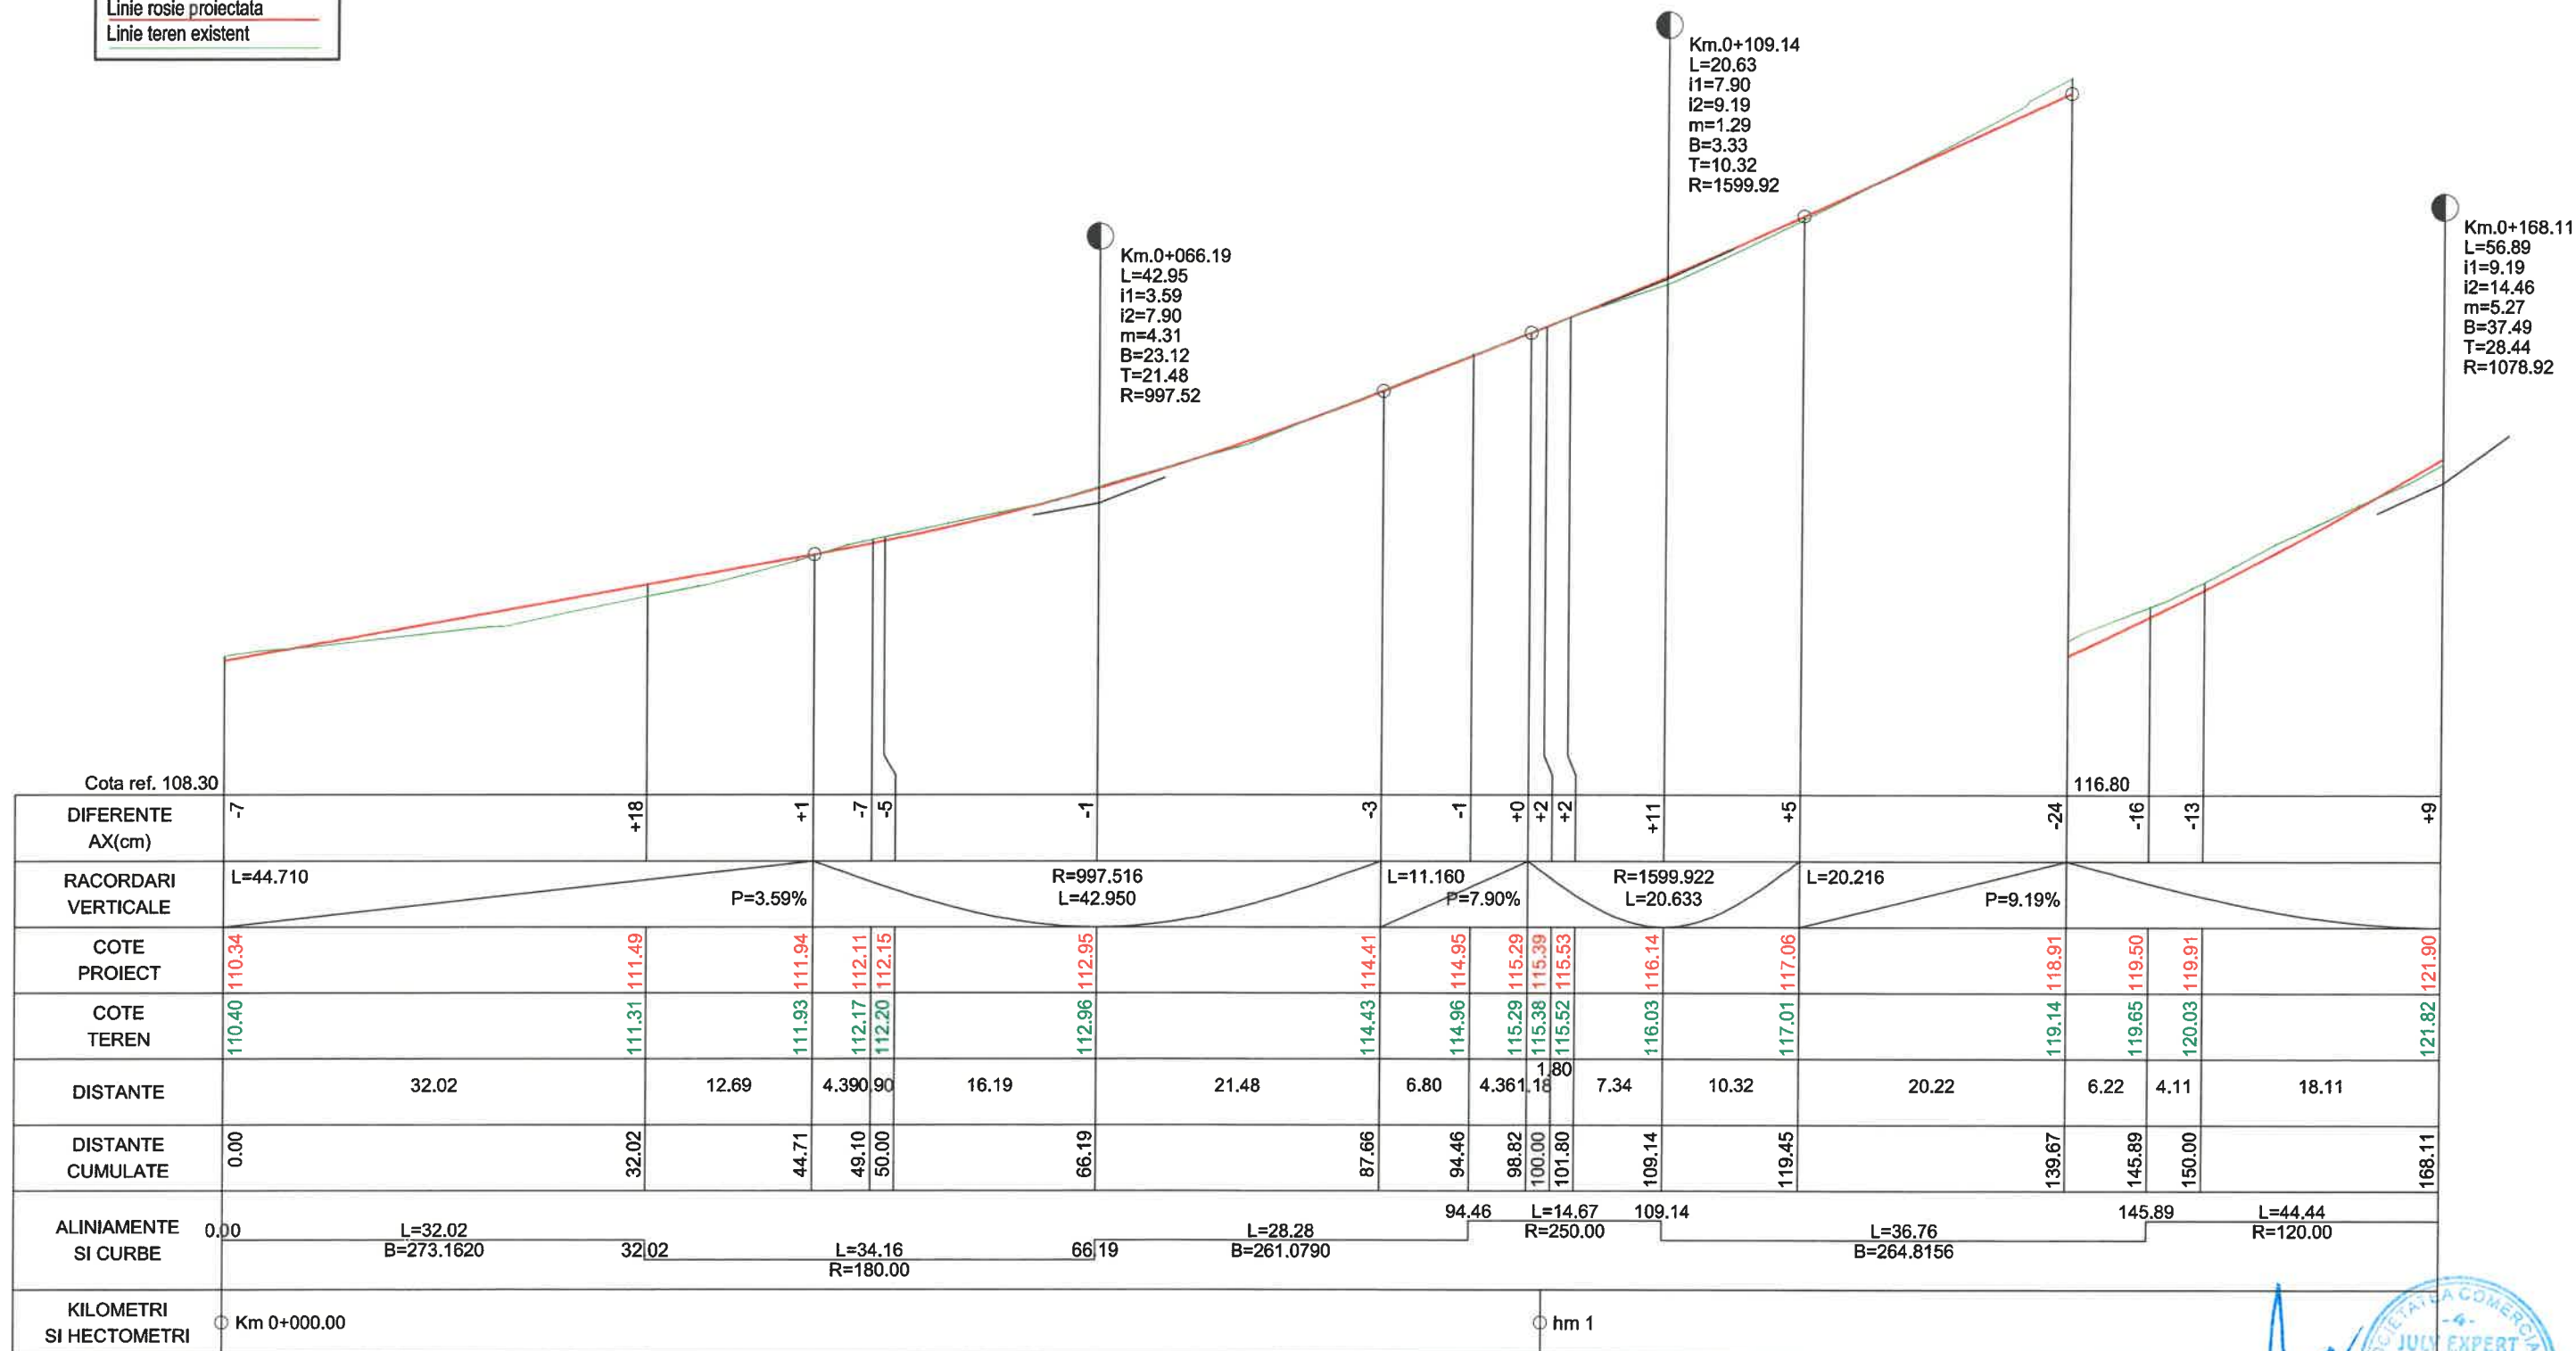 Linie rosie proiectata
Linie teren existent
Km.0+109.14
L=20.63
i1=7.90
i2=9.19
m=1.29
B=3.33
T=10.32
R=1599.92
Km.0+066.19
L=42.95
i1=3.59
i2=7.90
m=4.31
B=23.12
T=21.48
R=997.52
Km.0+168.11
L=56.89
i1=9.19
i2=14.46
m=5.27
B=37.49
T=28.44
R=1078.92
Cota ref. 108.30
116.80
DIFERENTE
AX(cm)
-7 +18 +1 -7 -5 -1 -3 -1 +0 +2 +2 +11 +5 -24 -16 -13 +9
RACORDARI
VERTICALE
L=44.710
P=3.59%
R=997.516
L=42.950
L=11.160
P=7.90%
R=1599.922
L=20.633
L=20.216
P=9.19%
COTE
PROIECT
110.34 111.49 111.94 112.11 112.15 112.95 114.41 114.95 115.29 115.39 115.53 116.14 117.06 118.91 119.50 119.91 121.90
COTE
TEREN
110.40 111.31 111.93 112.17 112.20 112.96 114.43 114.96 115.29 115.38 115.52 116.03 117.01 119.14 119.65 120.03 121.82
DISTANTE
32.02 12.69 4.39 0.90 16.19 21.48 6.80 4.36 1.18 1.80 7.34 10.32 20.22 6.22 4.11 18.11
DISTANTE
CUMULATE
0.00 32.02 44.71 49.10 50.00 66.19 87.66 94.46 98.82 100.00 101.80 109.14 119.45 139.67 145.89 150.00 168.11
ALINIAMENTE
SI CURBE
0.00
L=32.02
B=273.1620
32.02
L=34.16
R=180.00
66.19
L=28.28
B=261.0790
94.46
L=14.67
R=250.00
109.14
L=36.76
B=264.8156
145.89
L=44.44
R=120.00
KILOMETRI
SI HECTOMETRI
Km 0+000.00
hm 1
-4-
JULY EXPERT